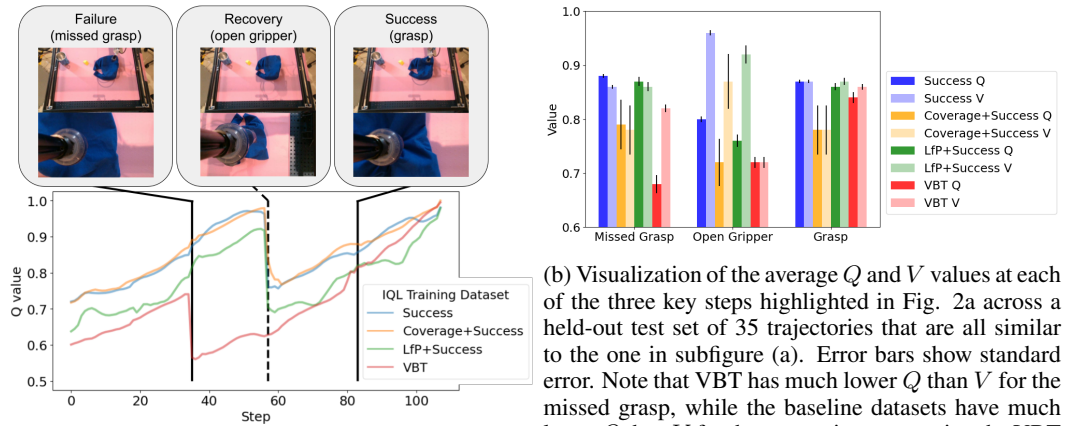 Failure
(missed grasp)
Recovery
(open gripper)
Success
(grasp)
1.0
0.9
0.8
0.7
0.6
0.5
Q value
0
20
40
60
80
100
Step
IQL Training Dataset
Success
Coverage+Success
LfP+Success
VBT
1.0
0.9
0.8
0.7
0.6
Value
Missed Grasp
Open Gripper
Grasp
Success Q
Success V
Coverage+Success Q
Coverage+Success V
LfP+Success Q
LfP+Success V
VBT Q
VBT V
(b) Visualization of the average Q and V values at each
of the three key steps highlighted in Fig. 2a across a
held-out test set of 35 trajectories that are all similar
to the one in subfigure (a). Error bars show standard
error. Note that VBT has much lower Q than V for the
missed grasp, while the baseline datasets have much